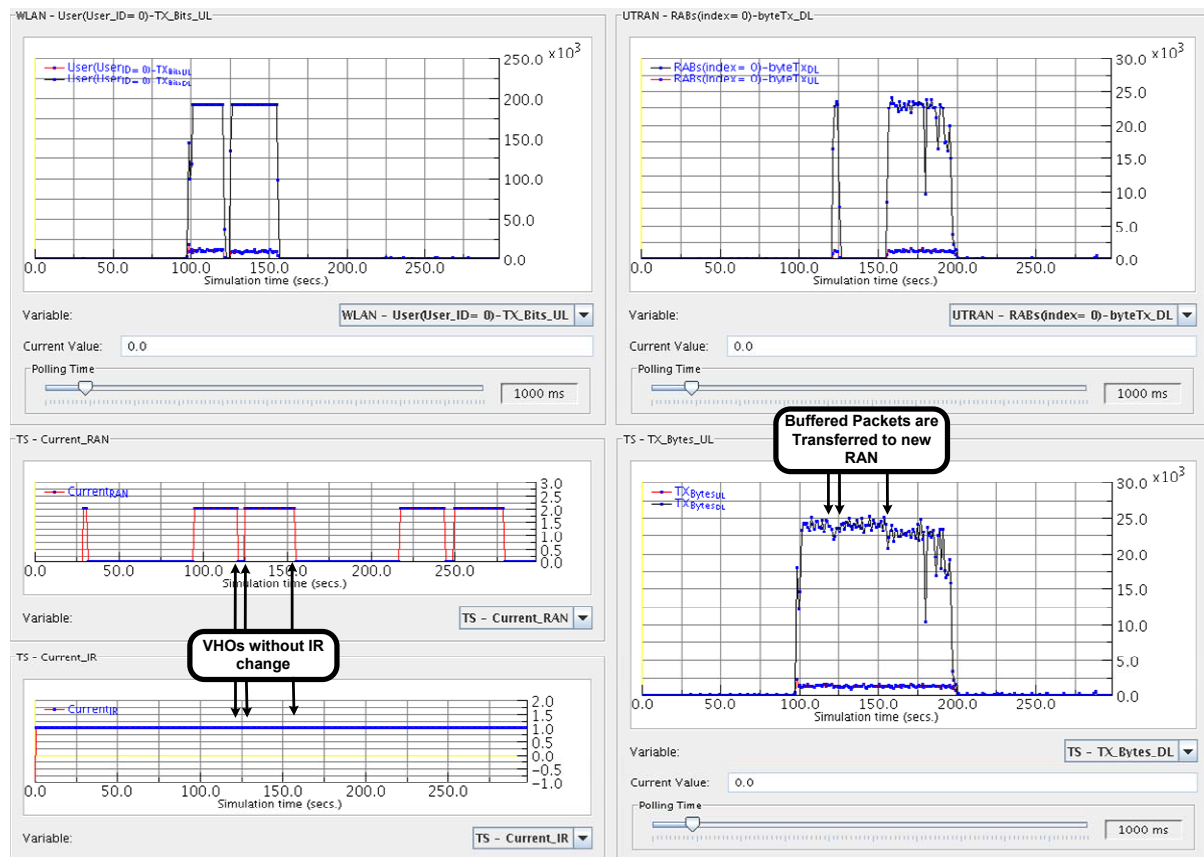 WLAN - User(User_ID= 0)-TX_Bits_UL
User(UserID= 0)-TXBitsUL
User(UserID= 0)-TXBitsDL
250.0 x10³
200.0
150.0
100.0
50.0
0.0
0.0 50.0 100.0 150.0 200.0 250.0
Simulation time (secs.)
Variable: WLAN - User(User_ID= 0)-TX_Bits_UL
Current Value: 0.0
Polling Time
1000 ms
UTRAN - RABs(index= 0)-byteTx_DL
RABs(index= 0)-byteTxDL
RABs(index= 0)-byteTxUL
30.0 x10³
25.0
20.0
15.0
10.0
5.0
0.0
0.0 50.0 100.0 150.0 200.0 250.0
Simulation time (secs.)
Variable: UTRAN - RABs(index= 0)-byteTx_DL
Current Value: 0.0
Polling Time
1000 ms
TS - Current_RAN
CurrentRAN
3.0
2.5
2.0
1.5
1.0
0.5
0.0
0.0 50.0 100.0 150.0 200.0 250.0
Simulation time (secs.)
Variable: TS - Current_RAN
VHOs without IR
change
TS - Current_IR
CurrentIR
2.0
1.5
1.0
0.5
0.0
-0.5
-1.0
0.0 50.0 100.0 150.0 200.0 250.0
Simulation time (secs.)
Variable: TS - Current_IR
Buffered Packets are
Transferred to new
RAN
TS - TX_Bytes_UL
TXBytesUL
TXBytesDL
30.0 x10³
25.0
20.0
15.0
10.0
5.0
0.0
0.0 50.0 100.0 150.0 200.0 250.0
Simulation time (secs.)
Variable: TS - TX_Bytes_DL
Current Value: 0.0
Polling Time
1000 ms